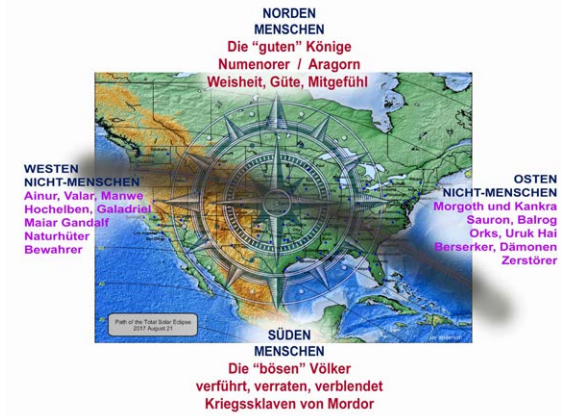 NORDEN
MENSCHEN
Die “guten” Könige
Numenorer / Aragorn
Weisheit, Güte, Mitgefühl
WESTEN
NICHT-MENSCHEN
Ainur, Valar, Manwe
Hochelben, Galadriel
Maiar Gandalf
Naturhüter
Bewahrer
OSTEN
NICHT-MENSCHEN
Morgoth und Kankra
Sauron, Balrog
Orks, Uruk Hai
Berserker, Dämonen
Zerstörer
Path of the Total Solar Eclipse
2017 August 21
SÜDEN
MENSCHEN
Die “bösen” Völker
verführt, verraten, verblendet
Kriegssklaven von Mordor